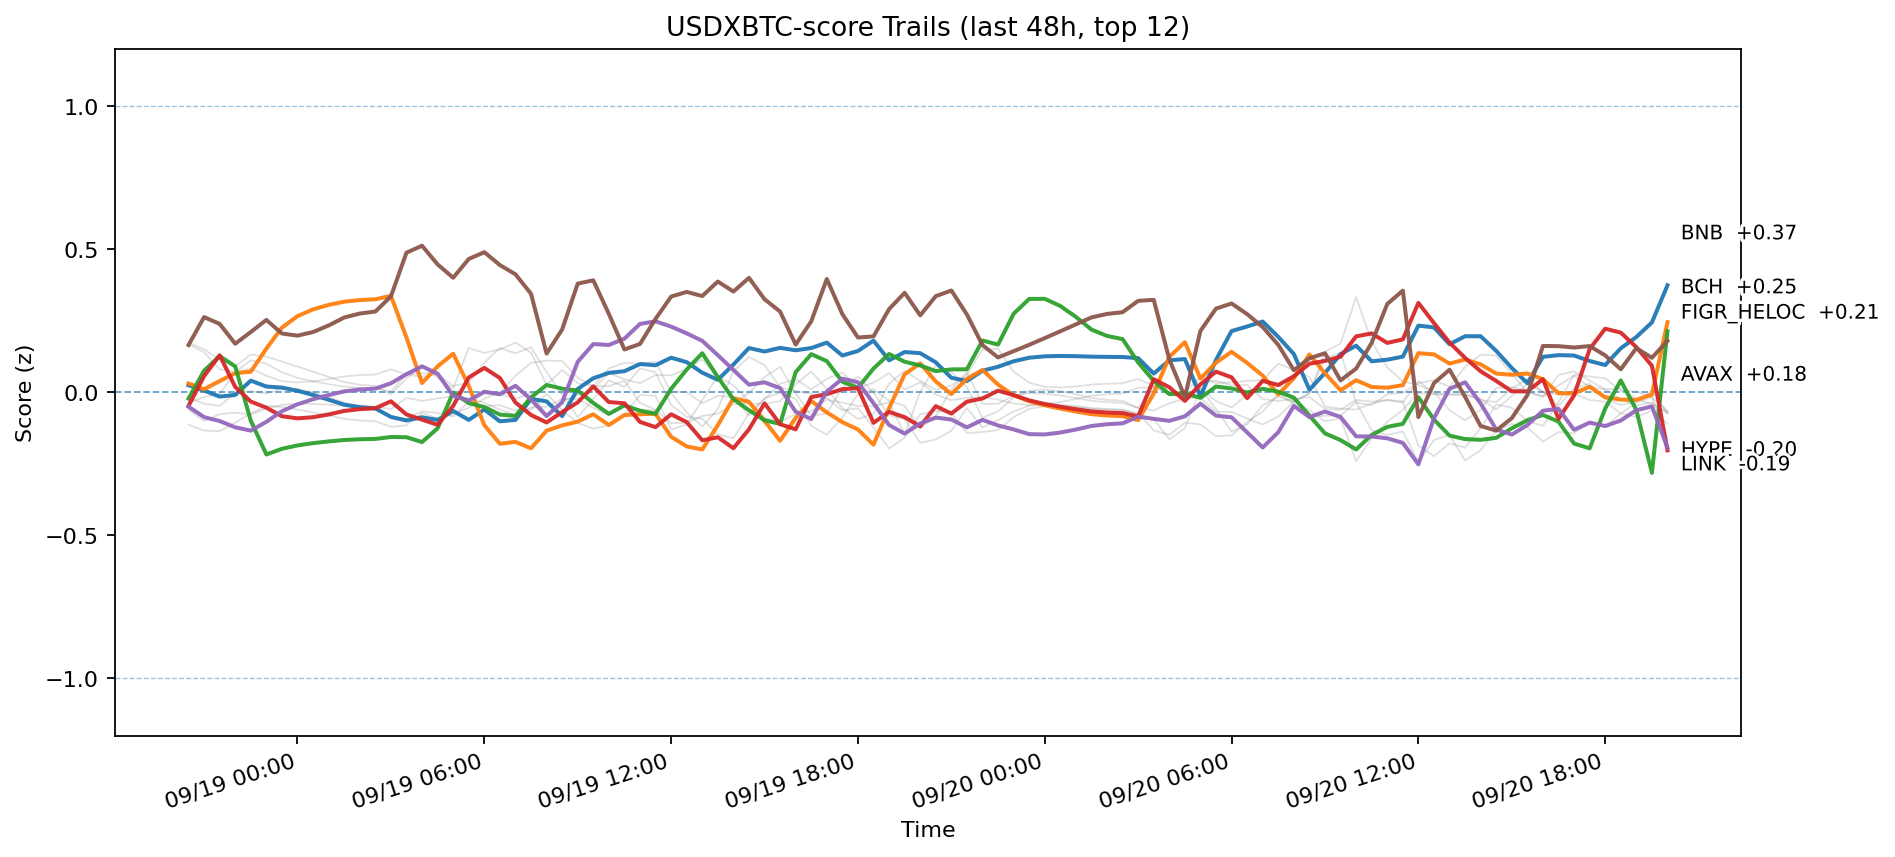 USDXBTC-score Trails (last 48h, top 12)
Score (z)
1.0
0.5
0.0
−0.5
−1.0
BNB +0.37
BCH +0.25
FIGR_HELOC +0.21
AVAX +0.18
HYPE -0.20
LINK -0.19
09/19 00:00
09/19 06:00
09/19 12:00
09/19 18:00
09/20 00:00
09/20 06:00
09/20 12:00
09/20 18:00
Time